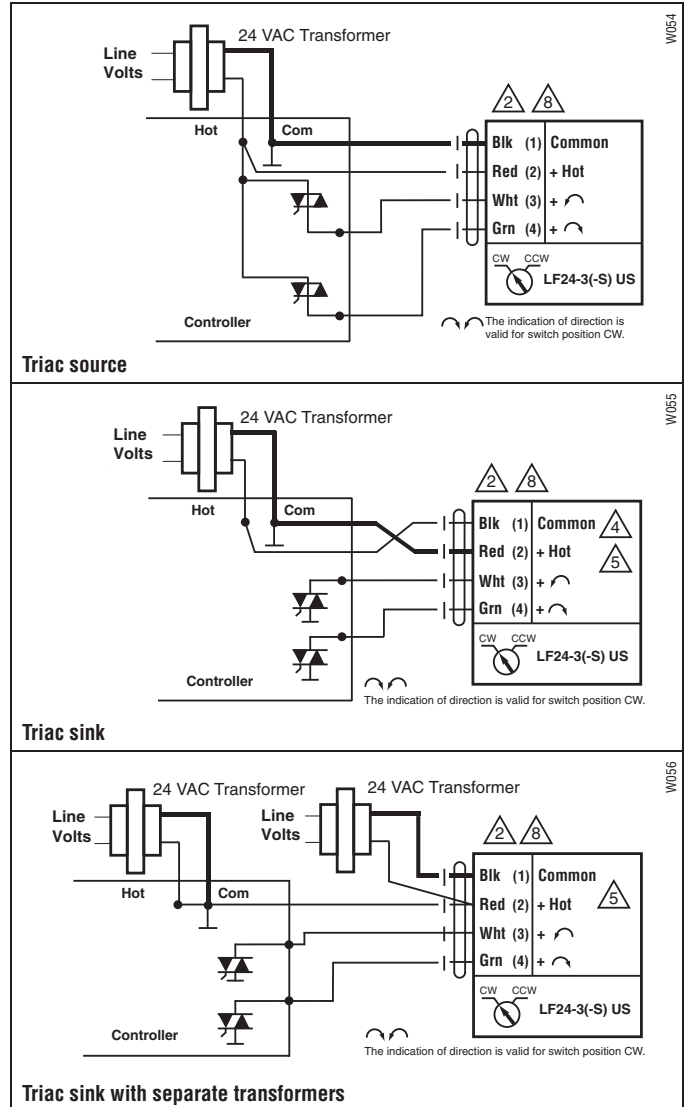 W054
24 VAC Transformer
Line
Volts
2 8
Hot Com
Blk (1) Common
Red (2) + Hot
Wht (3) +
Grn (4) +
CW CCW
LF24-3(-S) US
Controller
The indication of direction is
valid for switch position CW.
Triac source
W055
24 VAC Transformer
Line
Volts
2 8
Hot Com
Blk (1) Common 4
Red (2) + Hot 5
Wht (3) +
Grn (4) +
CW CCW
LF24-3(-S) US
Controller
The indication of direction is valid for switch position CW.
Triac sink
W056
24 VAC Transformer 24 VAC Transformer
Line
Volts
Line
Volts
2 8
Hot Com
Blk (1) Common
Red (2) + Hot 5
Wht (3) +
Grn (4) +
CW CCW
LF24-3(-S) US
Controller
The indication of direction is valid for switch position CW.
Triac sink with separate transformers